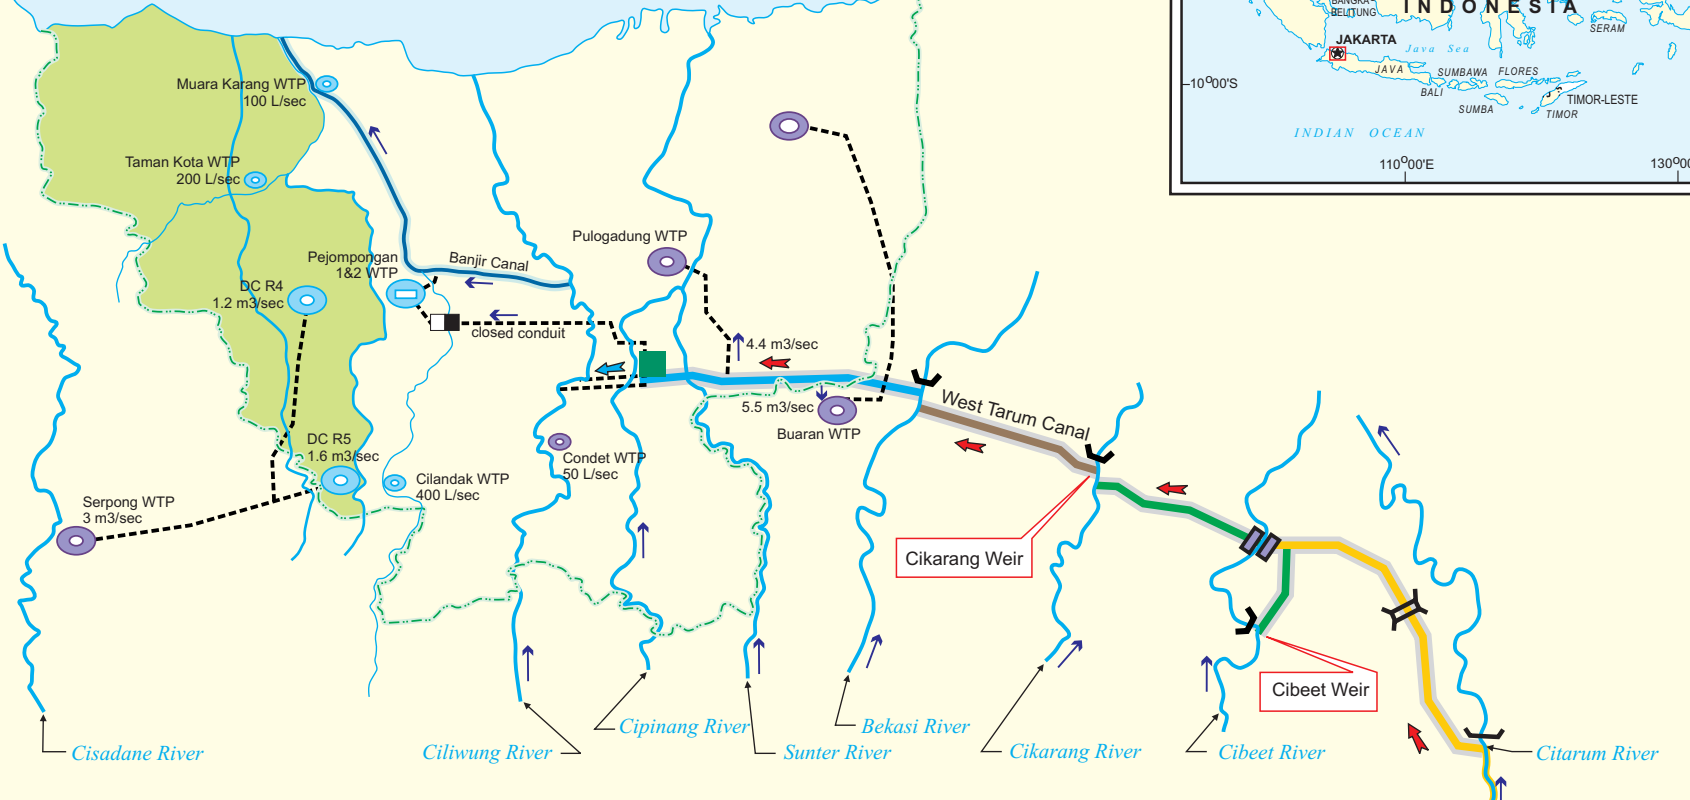 Muara Karang WTP
100 L/sec
Taman Kota WTP
200 L/sec
Pejompongan
1&2 WTP
Banjir Canal
DC R4
1.2 m3/sec
closed conduit
Pulogadung WTP
4.4 m3/sec
5.5 m3/sec
Buaran WTP
West Tarum Canal
DC R5
1.6 m3/sec
Cilandak WTP
400 L/sec
Condet WTP
50 L/sec
Serpong WTP
3 m3/sec
Cikarang Weir
Cibeet Weir
Cisadane River
Ciliwung River
Cipinang River
Sunter River
Bekasi River
Cikarang River
Cibeet River
Citarum River
BANGKA-
BELITUNG
INDONESIA
SERAM
JAKARTA
Java Sea
JAVA
SUMBAWA
FLORES
BALI
SUMBA
TIMOR-LESTE
TIMOR
INDIAN OCEAN
10°00'S
110°00'E
130°00